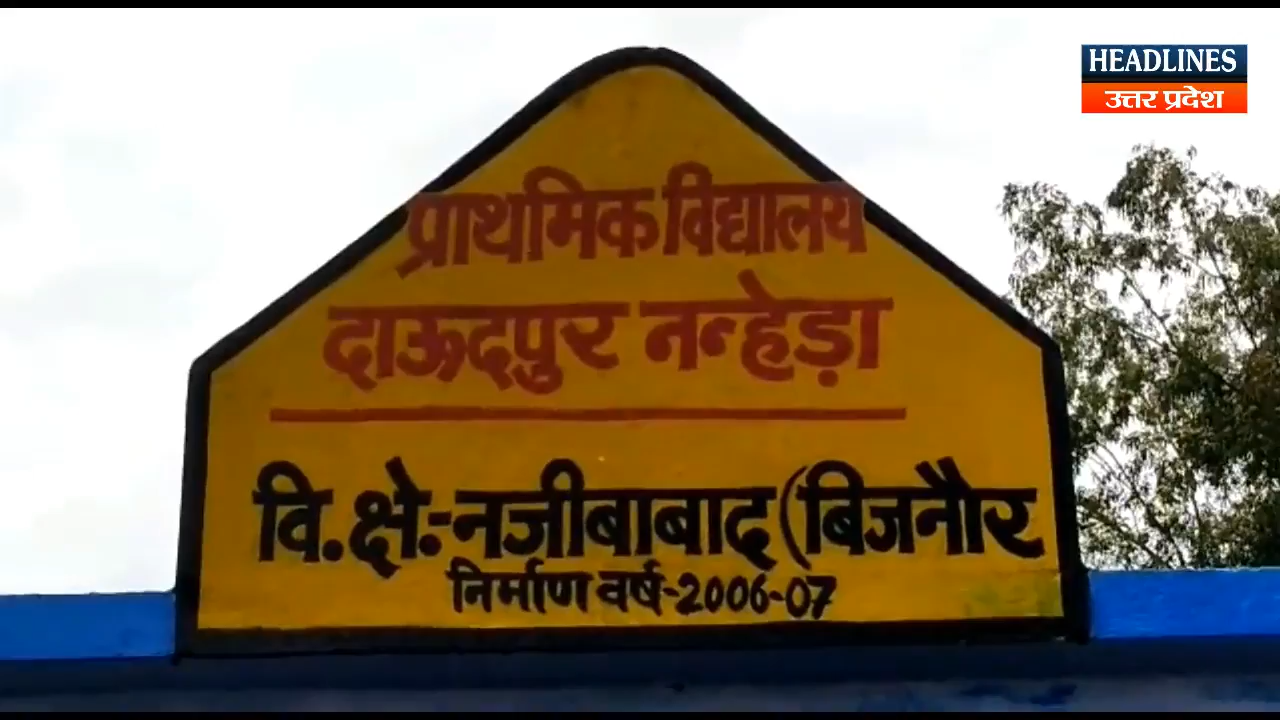 HEADLINES
उत्तर प्रदेश
प्राथमिक विद्यालय
दाऊदपुर नन्हेड़ा
वि.क्षे:-नजीबाबाद (बिजनौर
निर्माण वर्ष-2006-07